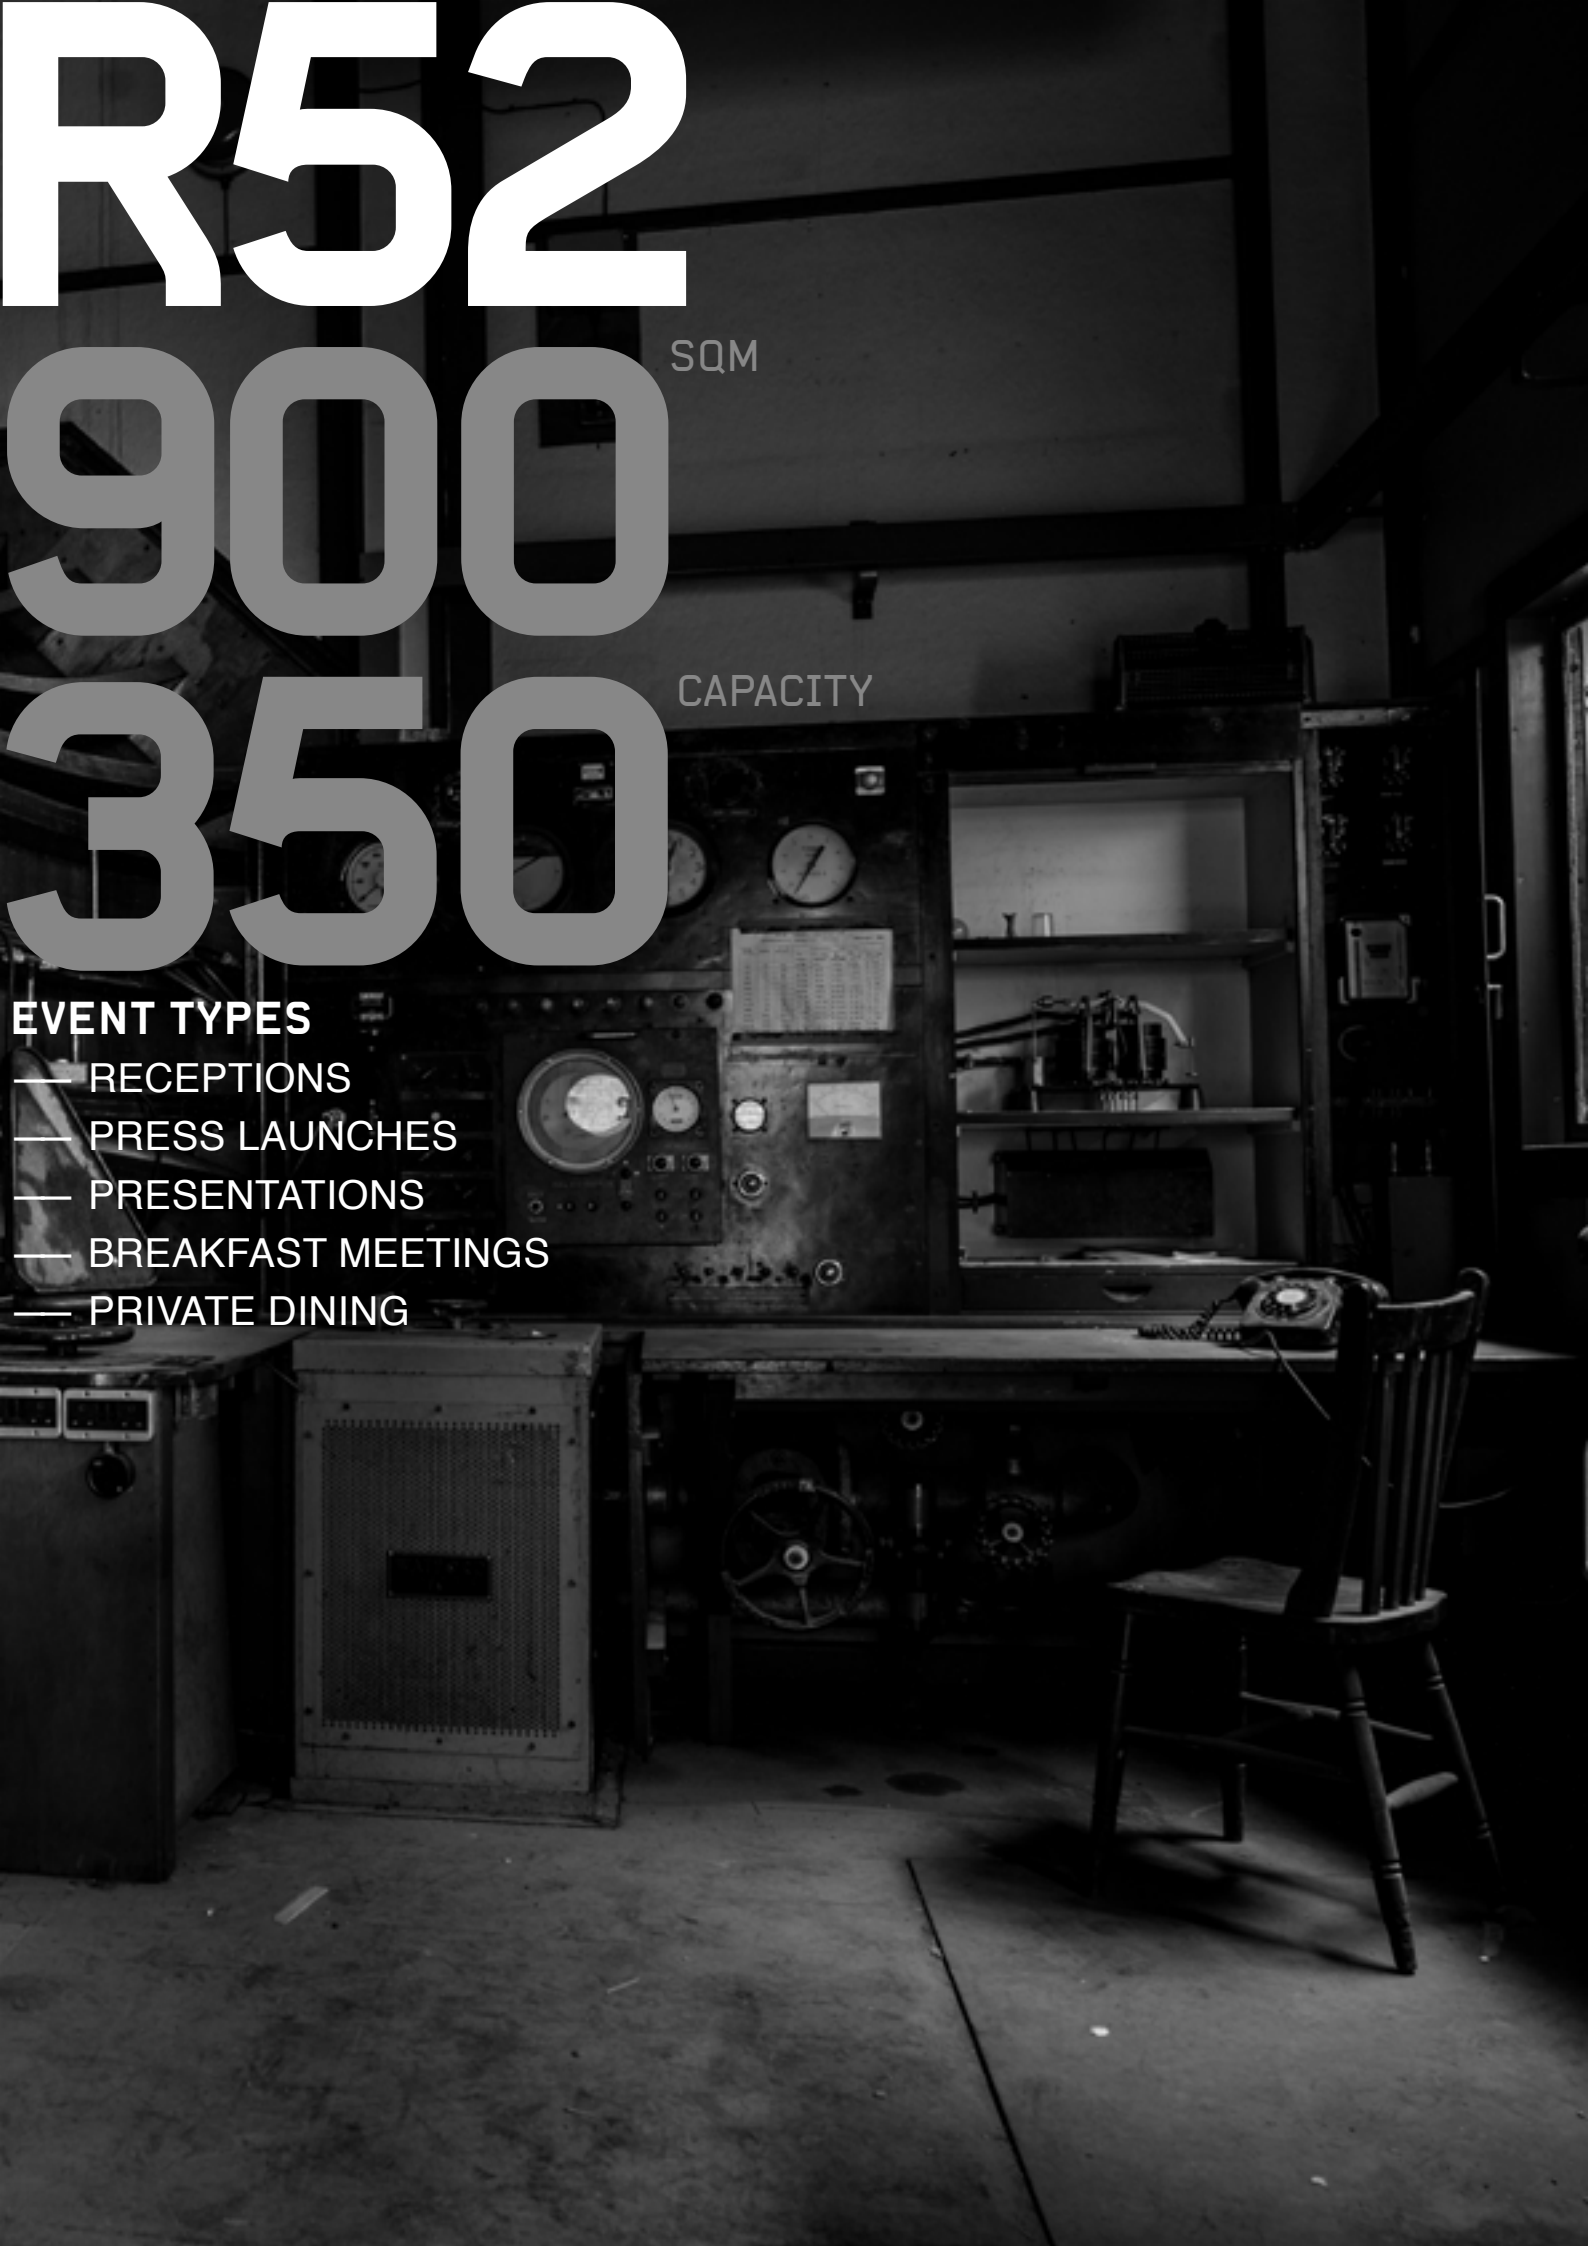 R52
900 SQM
350 CAPACITY
EVENT TYPES
— RECEPTIONS
— PRESS LAUNCHES
— PRESENTATIONS
— BREAKFAST MEETINGS
— PRIVATE DINING